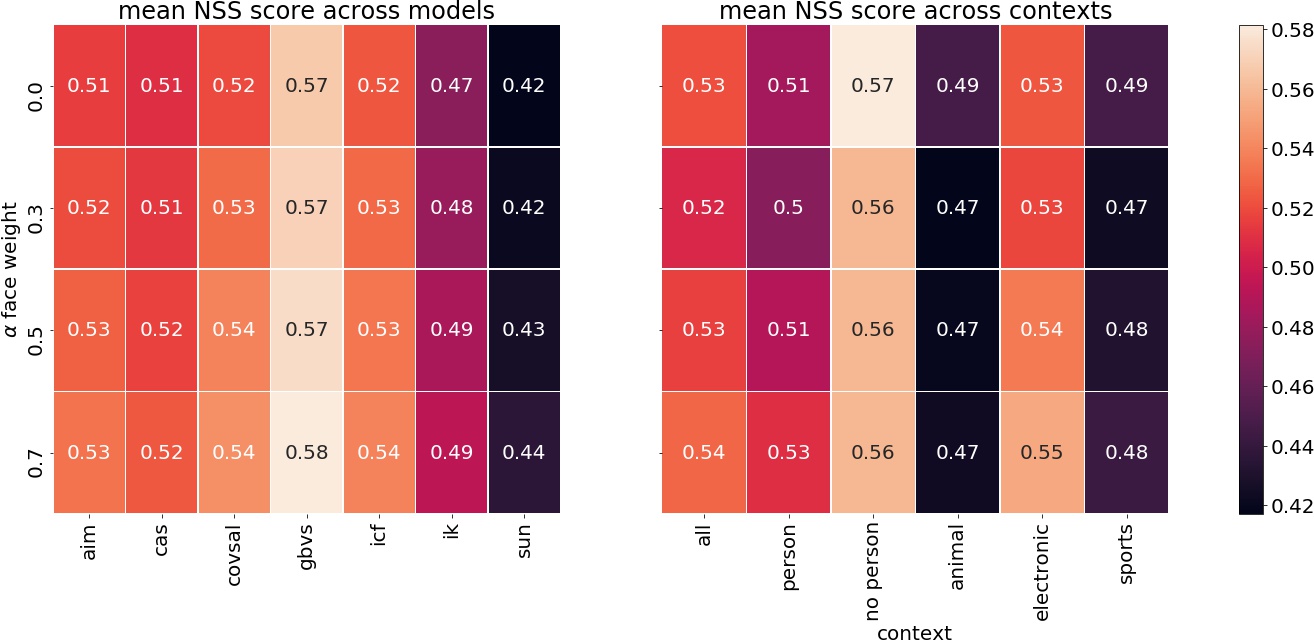 mean NSS score across models
α face weight
0.0
0.51 0.51 0.52 0.57 0.52 0.47 0.42
0.3
0.52 0.51 0.53 0.57 0.53 0.48 0.42
0.5
0.53 0.52 0.54 0.57 0.53 0.49 0.43
0.7
0.53 0.52 0.54 0.58 0.54 0.49 0.44
aim cas covsal gbvs icf ik sun
mean NSS score across contexts
0.53 0.51 0.57 0.49 0.53 0.49
0.52 0.5 0.56 0.47 0.53 0.47
0.53 0.51 0.56 0.47 0.54 0.48
0.54 0.53 0.56 0.47 0.55 0.48
all person no person animal electronic sports
context
0.58
0.56
0.54
0.52
0.50
0.48
0.46
0.44
0.42